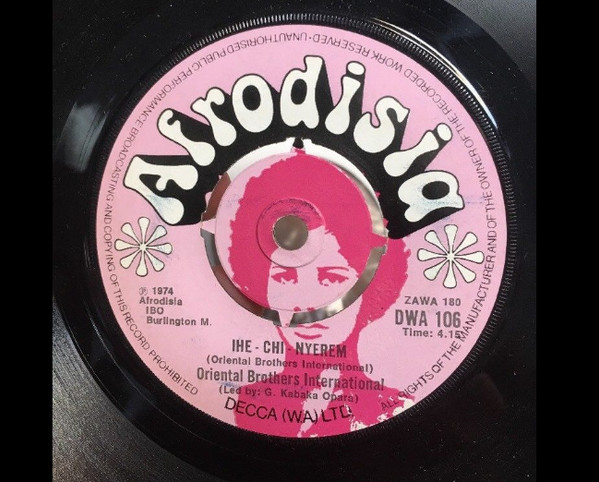 ALL RIGHTS OF THE MANUFACTURER AND OF THE OWNER OF THE RECORDED WORK RESERVED · UNAUTHORISED PUBLIC PERFORMANCE BROADCASTING AND COPYING OF THIS RECORD PROHIBITED
Afrodisia
℗ 1974
Afrodisia
IBO
Burlington M.
ZAWA 180
DWA 106
Time: 4.15
IHE - CHI - NYEREM
(Oriental Brothers International)
Oriental Brothers International
(Led by: G. Kabaka Opara)
DECCA (WA) LTD.